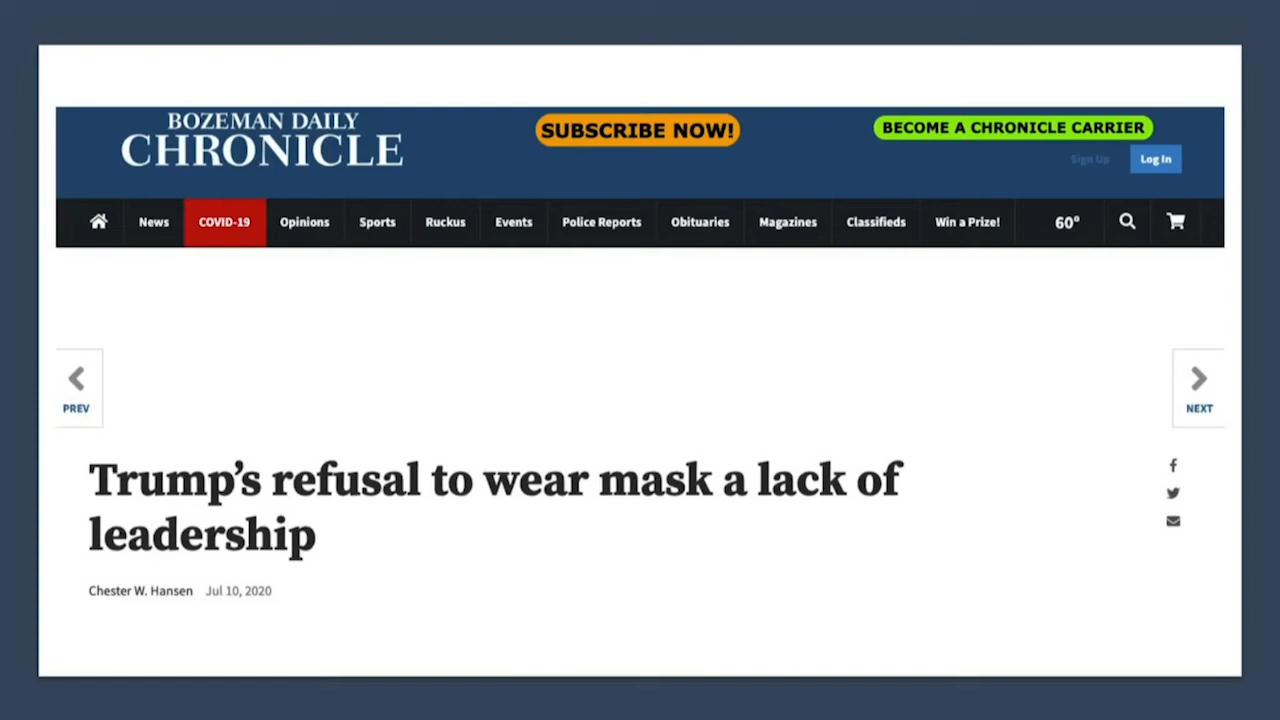 BOZEMAN DAILY
CHRONICLE
SUBSCRIBE NOW!
BECOME A CHRONICLE CARRIER
Sign Up
Log In
News COVID-19 Opinions Sports Ruckus Events Police Reports Obituaries Magazines Classifieds Win a Prize! 60°
PREV
NEXT
Trump’s refusal to wear mask a lack of
leadership
Chester W. Hansen Jul 10, 2020